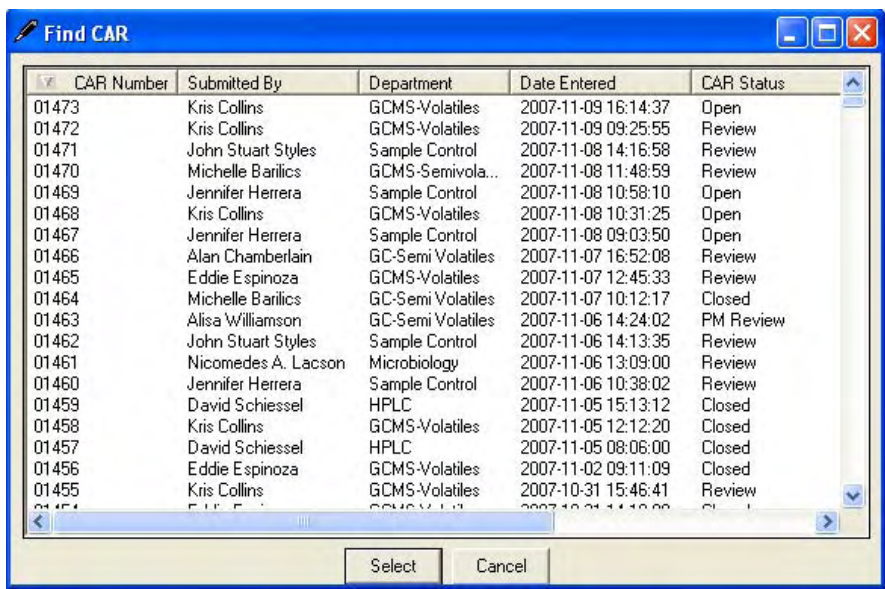 Find CAR
CAR Number Submitted By Department Date Entered CAR Status
01473 Kris Collins GCMS-Volatiles 2007-11-09 16:14:37 Open
01472 Kris Collins GCMS-Volatiles 2007-11-09 09:25:55 Review
01471 John Stuart Styles Sample Control 2007-11-08 14:16:58 Review
01470 Michelle Barilics GCMS-Semivola... 2007-11-08 11:48:59 Review
01469 Jennifer Herrera Sample Control 2007-11-08 10:58:10 Open
01468 Kris Collins GCMS-Volatiles 2007-11-08 10:31:25 Open
01467 Jennifer Herrera Sample Control 2007-11-08 09:03:50 Open
01466 Alan Chamberlain GC-Semi Volatiles 2007-11-07 16:52:08 Review
01465 Eddie Espinoza GCMS-Volatiles 2007-11-07 12:45:33 Review
01464 Michelle Barilics GC-Semi Volatiles 2007-11-07 10:12:17 Closed
01463 Alisa Williamson GC-Semi Volatiles 2007-11-06 14:24:02 PM Review
01462 John Stuart Styles Sample Control 2007-11-06 14:13:35 Review
01461 Nicomedes A. Lacson Microbiology 2007-11-06 13:09:00 Review
01460 Jennifer Herrera Sample Control 2007-11-06 10:38:02 Review
01459 David Schiessel HPLC 2007-11-05 15:13:12 Closed
01458 Kris Collins GCMS-Volatiles 2007-11-05 12:12:20 Closed
01457 David Schiessel HPLC 2007-11-05 08:06:00 Closed
01456 Eddie Espinoza GCMS-Volatiles 2007-11-02 09:11:09 Closed
01455 Kris Collins GCMS-Volatiles 2007-10-31 15:46:41 Review
Select Cancel